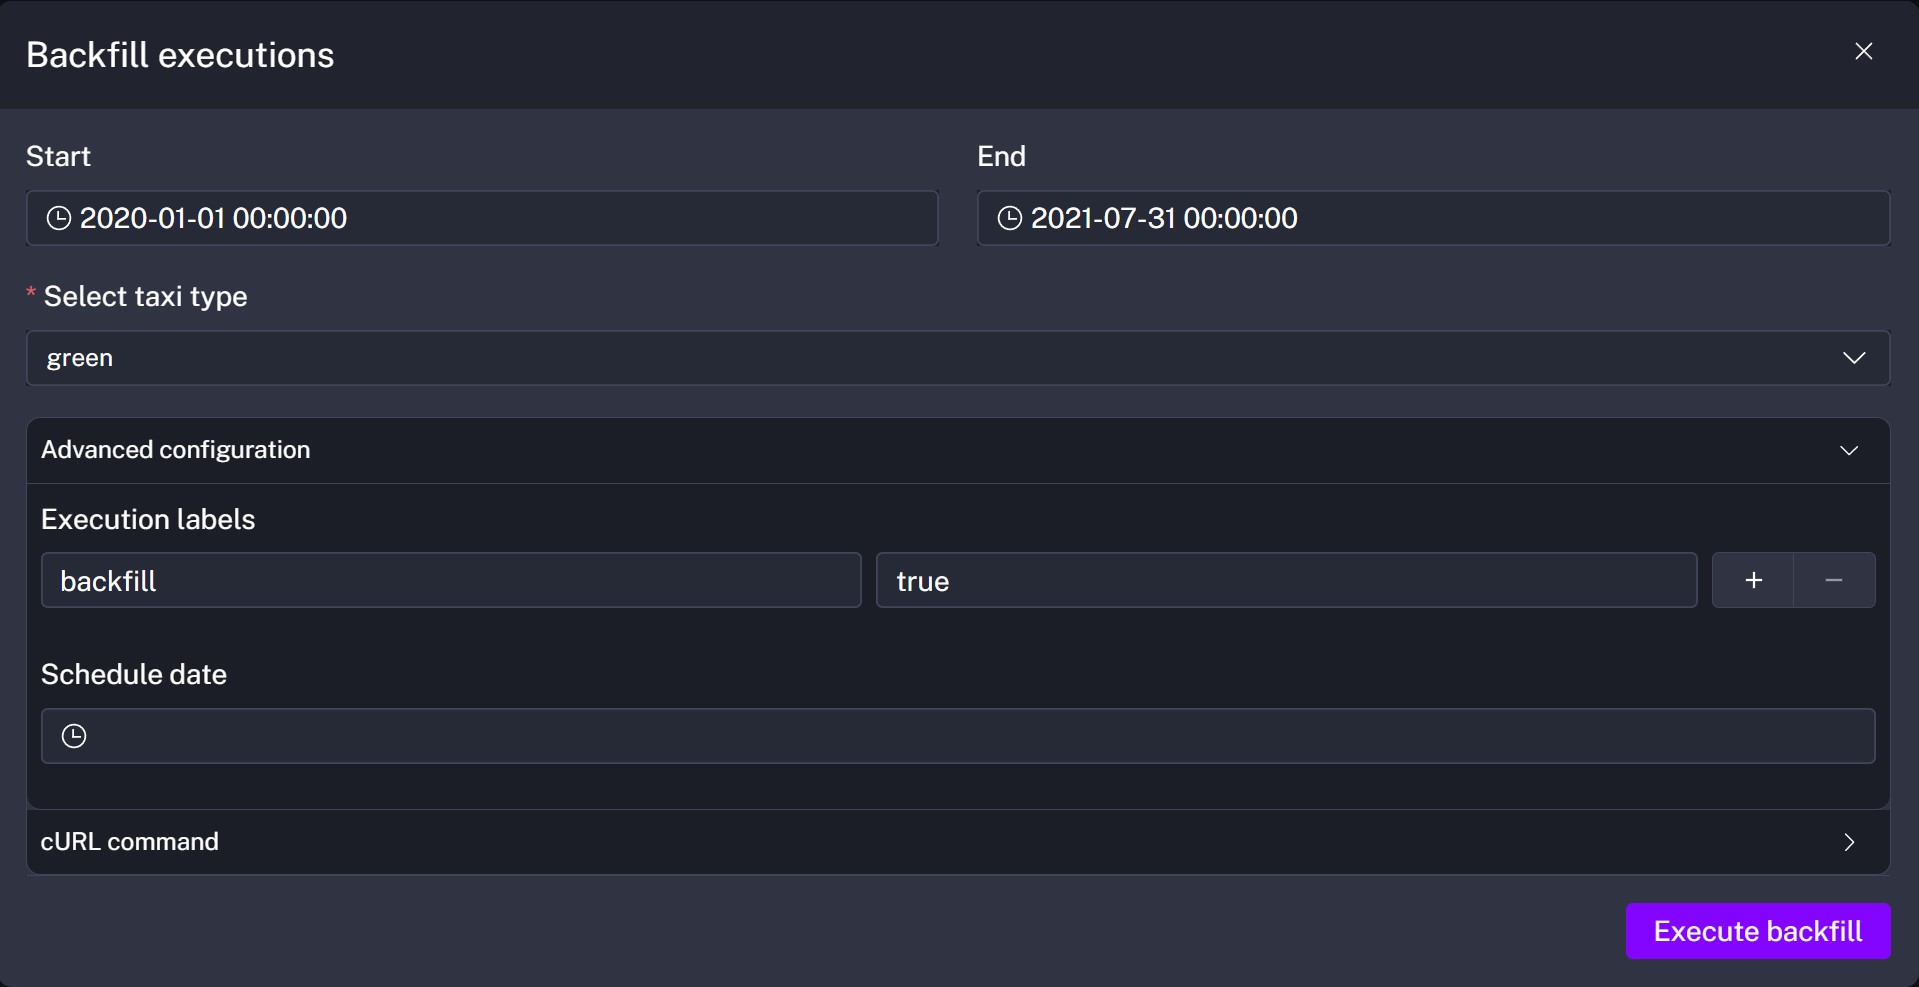 Backfill executions
Start
End
2020-01-01 00:00:00
2021-07-31 00:00:00
* Select taxi type
green
Advanced configuration
Execution labels
backfill
true
Schedule date
cURL command
Execute backfill